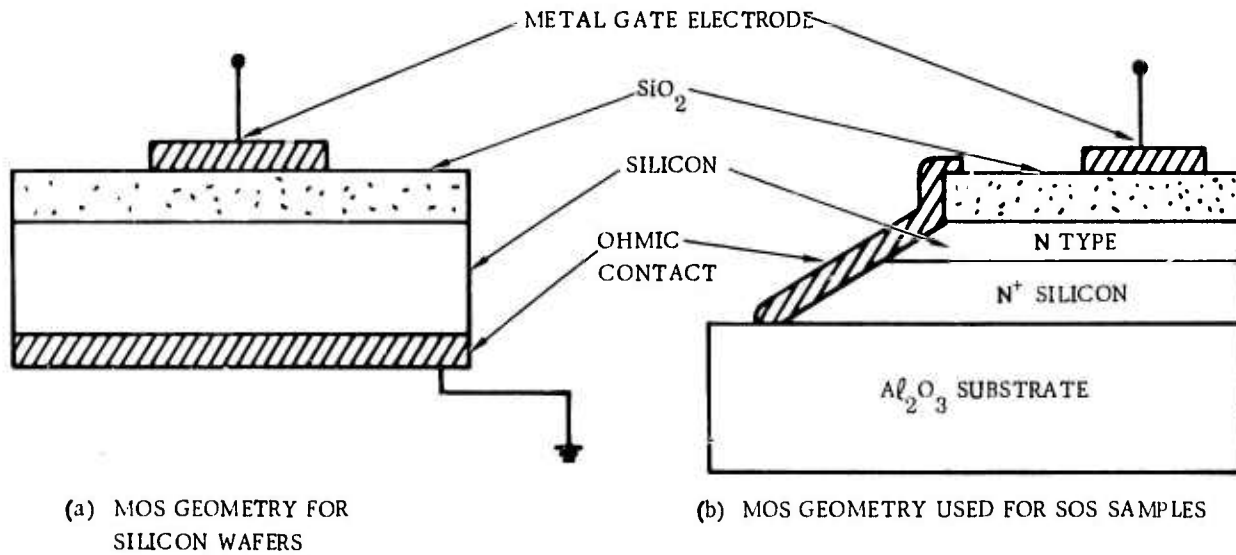 METAL GATE ELECTRODE
SiO2
SILICON
OHMIC
CONTACT
N TYPE
N+ SILICON
Aℓ2O3 SUBSTRATE
(a) MOS GEOMETRY FOR
SILICON WAFERS
(b) MOS GEOMETRY USED FOR SOS SAMPLES